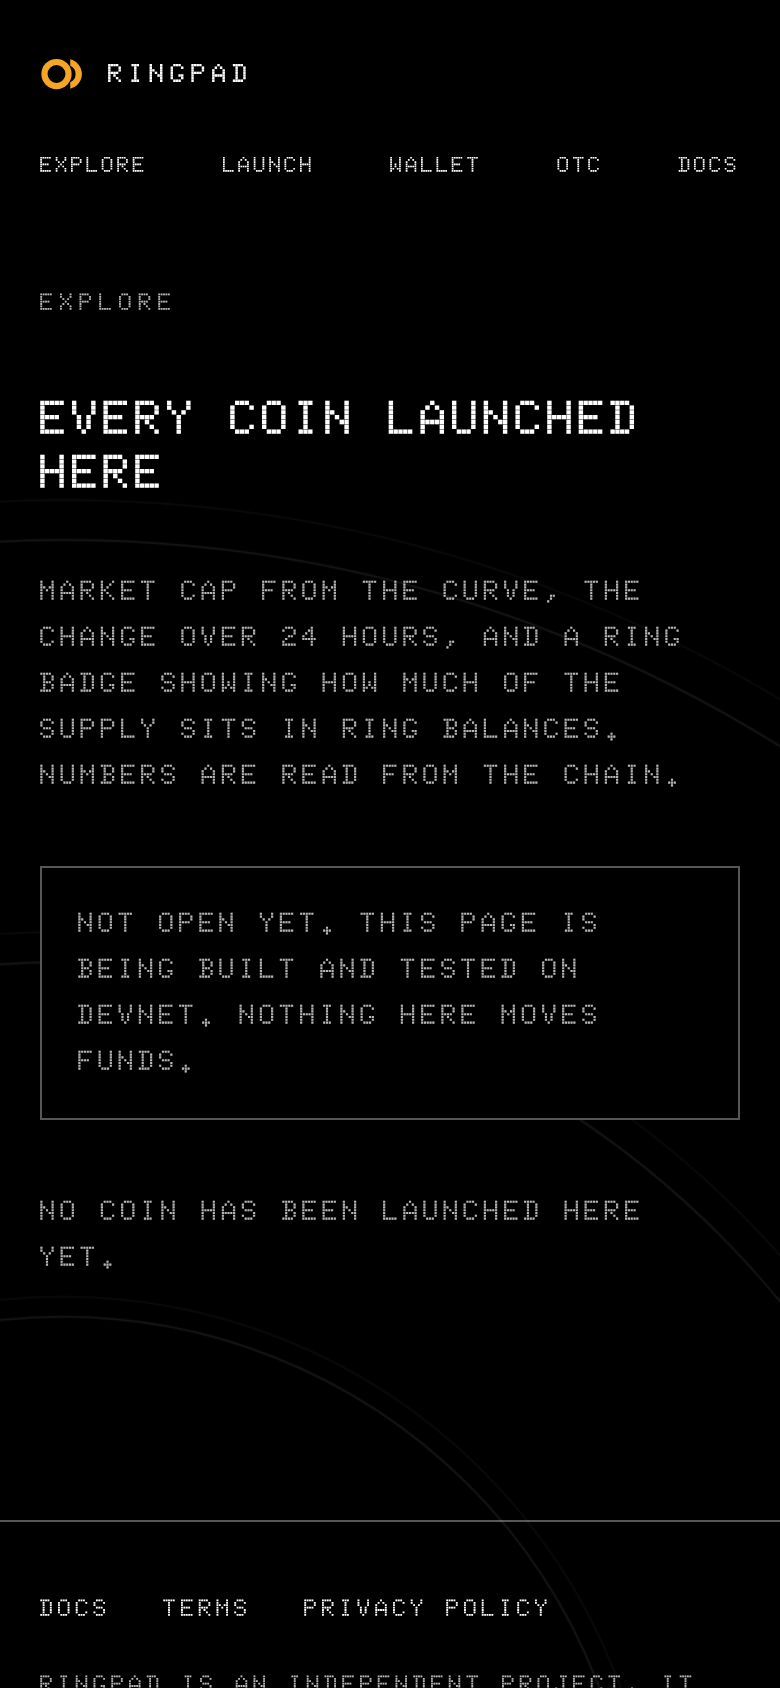 RINGPAD
EXPLORE LAUNCH WALLET OTC DOCS
EXPLORE
EVERY COIN LAUNCHED
HERE
MARKET CAP FROM THE CURVE, THE
CHANGE OVER 24 HOURS, AND A RING
BADGE SHOWING HOW MUCH OF THE
SUPPLY SITS IN RING BALANCES.
NUMBERS ARE READ FROM THE CHAIN.
NOT OPEN YET. THIS PAGE IS
BEING BUILT AND TESTED ON
DEVNET. NOTHING HERE MOVES
FUNDS.
NO COIN HAS BEEN LAUNCHED HERE
YET.
DOCS TERMS PRIVACY POLICY
RINGPAD IS AN INDEPENDENT PROJECT. IT